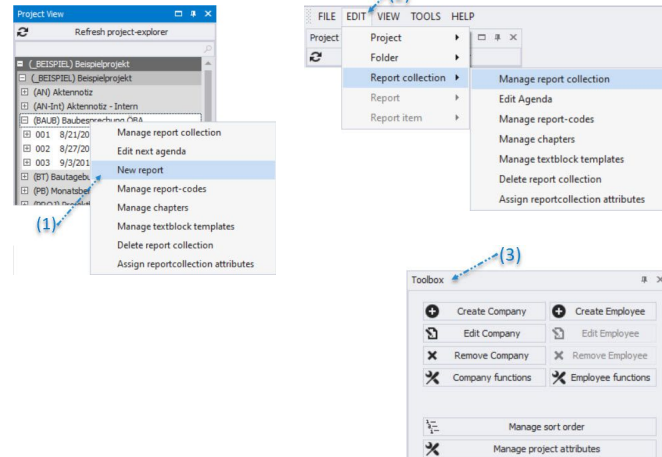 Project View
Refresh project-explorer
(_BEISPIEL) Beispielprojekt
(_BEISPIEL) Beispielprojekt
(AN) Aktennotiz
(AN-Int) Aktennotiz - Intern
(BAUB) Baubesprechung ÖBA
001 8/21/20
002 8/27/20
003 9/3/201
(BT) Bautagebu
(PB) Monatsber
Manage report collection
Edit next agenda
New report
Manage report-codes
Manage chapters
Manage textblock templates
Delete report collection
Assign reportcollection attributes
(1)
FILE EDIT VIEW TOOLS HELP
Project
Project
Folder
Report collection
Report
Report item
Manage report collection
Edit Agenda
Manage report-codes
Manage chapters
Manage textblock templates
Delete report collection
Assign reportcollection attributes
(3)
Toolbox
Create Company Create Employee
Edit Company Edit Employee
Remove Company Remove Employee
Company functions Employee functions
Manage sort order
Manage project attributes